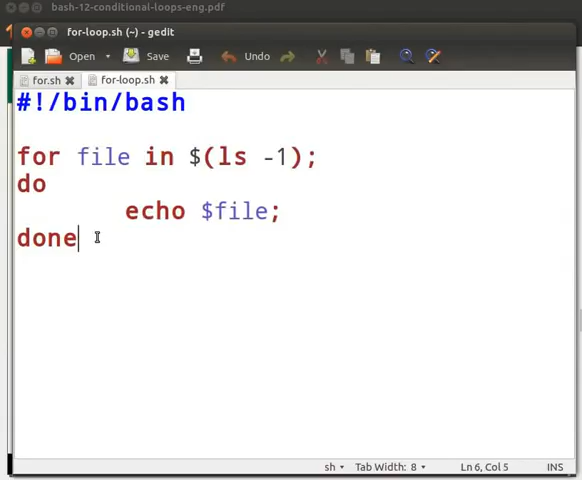 bash-12-conditional-loops-eng.pdf
for-loop.sh (~) - gedit
Open Save Undo
for.sh for-loop.sh
#!/bin/bash
for file in $(ls -1);
do
echo $file;
done
sh Tab Width: 8 Ln 6, Col 5 INS